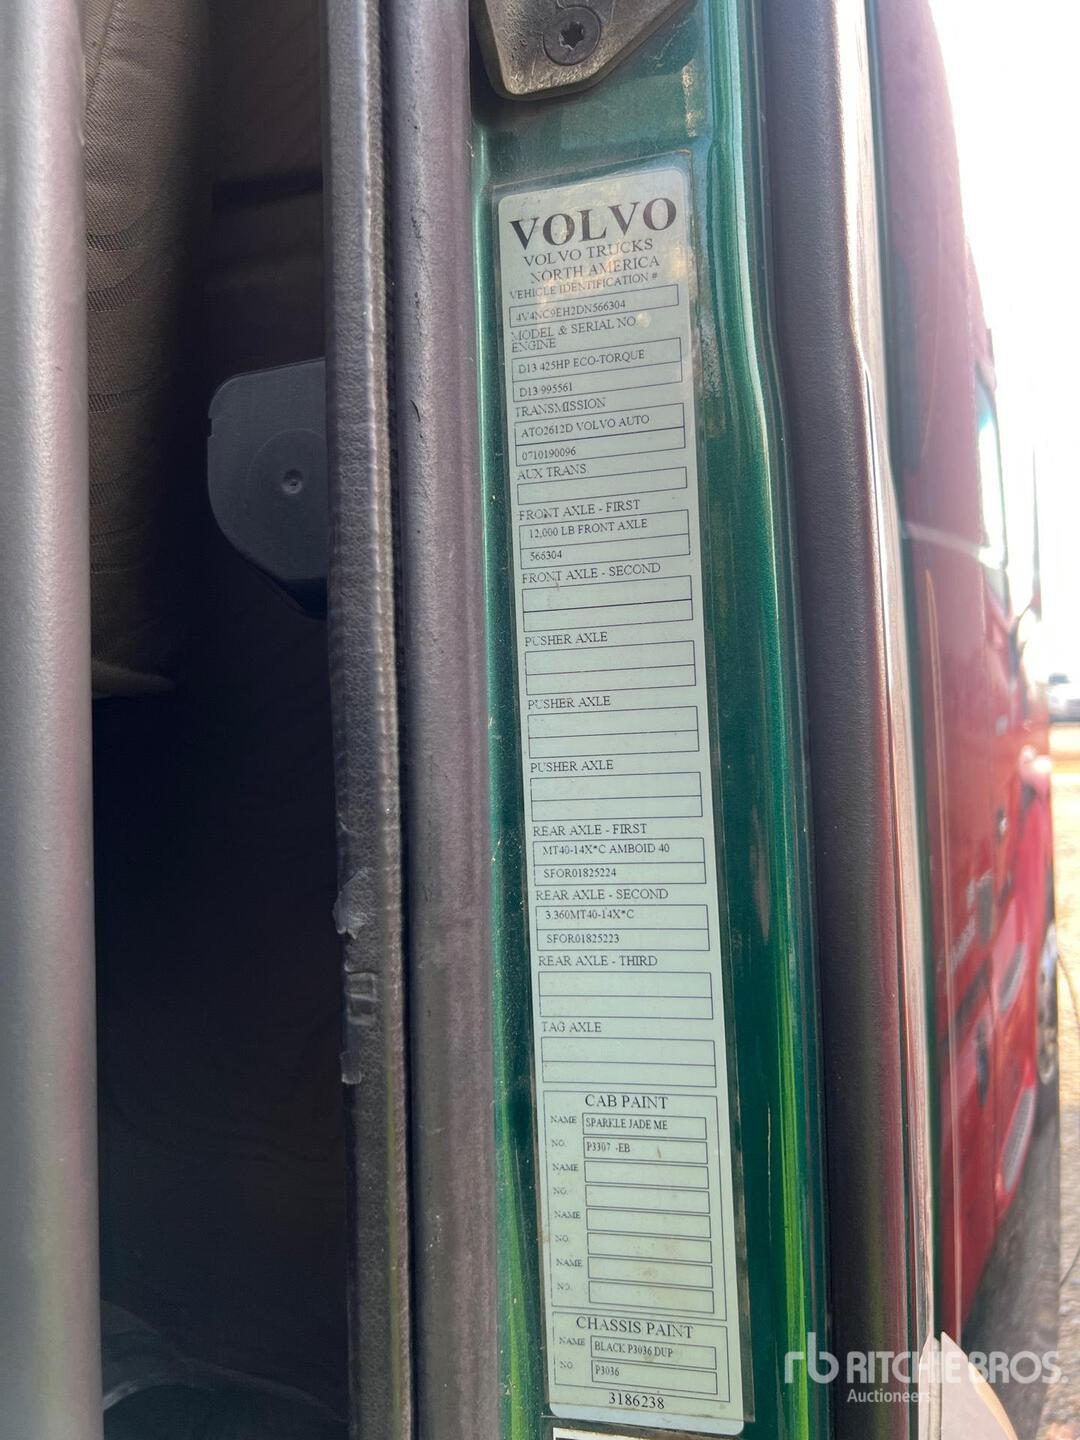 VOLVO
VOLVO TRUCKS
NORTH AMERICA
VEHICLE IDENTIFICATION #
4V4NC9EH2DN566304
MODEL & SERIAL NO
ENGINE
D13 425HP ECO-TORQUE
D13 995561
TRANSMISSION
ATO2612D VOLVO AUTO
0710190096
AUX TRANS
FRONT AXLE - FIRST
12,000 LB FRONT AXLE
566304
FRONT AXLE - SECOND
PUSHER AXLE
PUSHER AXLE
PUSHER AXLE
REAR AXLE - FIRST
MT40-14X*C AMBOID 40
SFOR01825224
REAR AXLE - SECOND
3.360MT40-14X*C
SFOR01825223
REAR AXLE - THIRD
TAG AXLE
CAB PAINT
NAME SPARKLE JADE ME
NO. P3307 -EB
NAME
NO.
NAME
NO.
NAME
NO.
CHASSIS PAINT
NAME BLACK P3036 DUP
NO. P3036
3186238
rb RITCHIE BROS.
Auctioneers